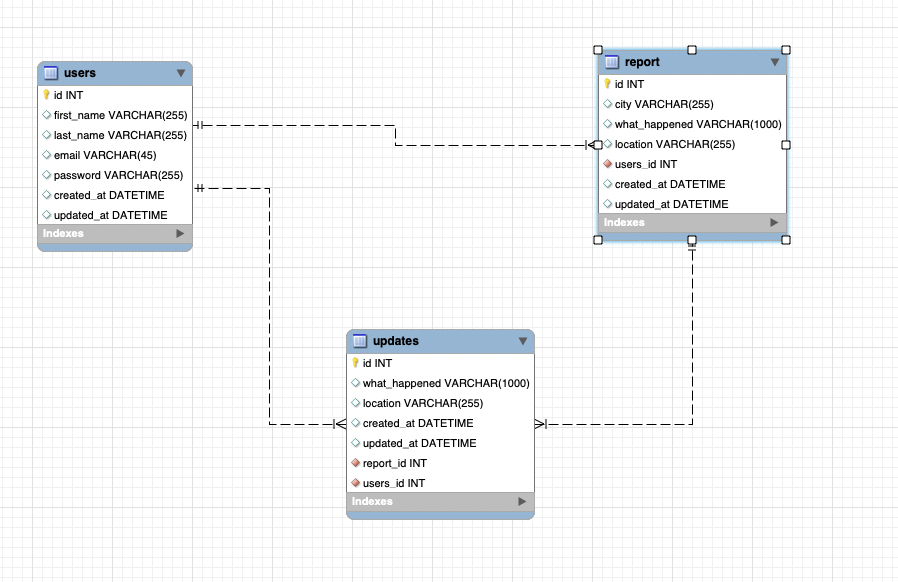 users
id INT
first_name VARCHAR(255)
last_name VARCHAR(255)
email VARCHAR(45)
password VARCHAR(255)
created_at DATETIME
updated_at DATETIME
Indexes
report
id INT
city VARCHAR(255)
what_happened VARCHAR(1000)
location VARCHAR(255)
users_id INT
created_at DATETIME
updated_at DATETIME
Indexes
updates
id INT
what_happened VARCHAR(1000)
location VARCHAR(255)
created_at DATETIME
updated_at DATETIME
report_id INT
users_id INT
Indexes